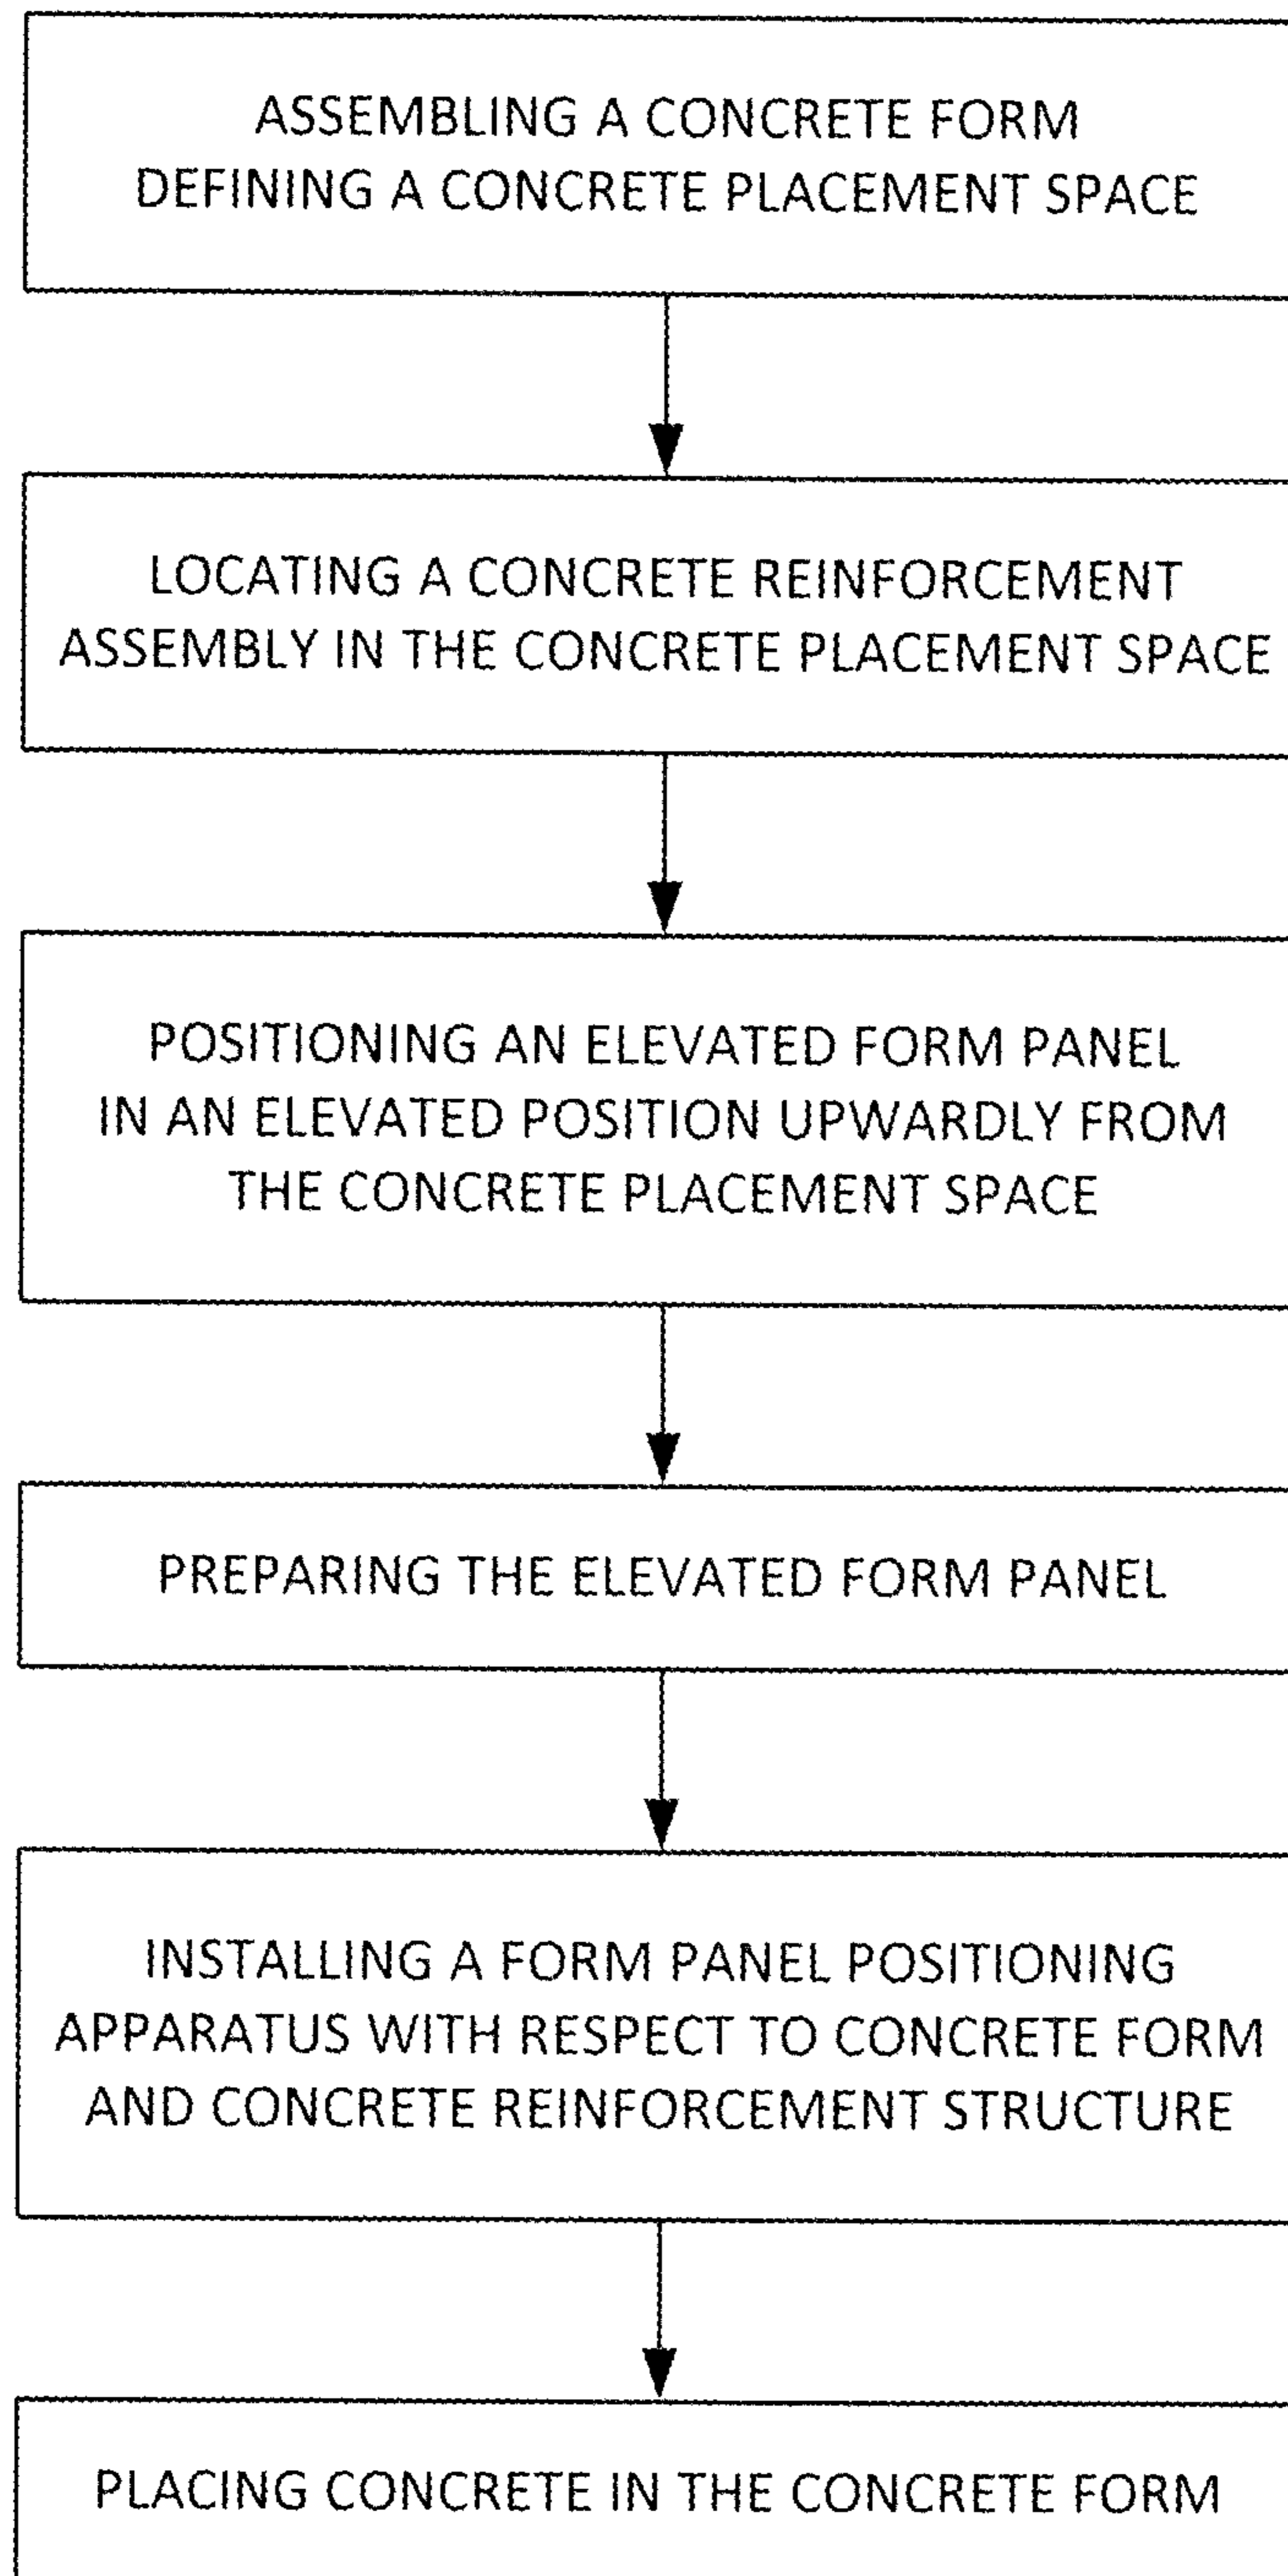 ASSEMBLING A CONCRETE FORM
DEFINING A CONCRETE PLACEMENT SPACE
LOCATING A CONCRETE REINFORCEMENT
ASSEMBLY IN THE CONCRETE PLACEMENT SPACE
POSITIONING AN ELEVATED FORM PANEL
IN AN ELEVATED POSITION UPWARDLY FROM
THE CONCRETE PLACEMENT SPACE
PREPARING THE ELEVATED FORM PANEL
INSTALLING A FORM PANEL POSITIONING
APPARATUS WITH RESPECT TO CONCRETE FORM
AND CONCRETE REINFORCEMENT STRUCTURE
PLACING CONCRETE IN THE CONCRETE FORM